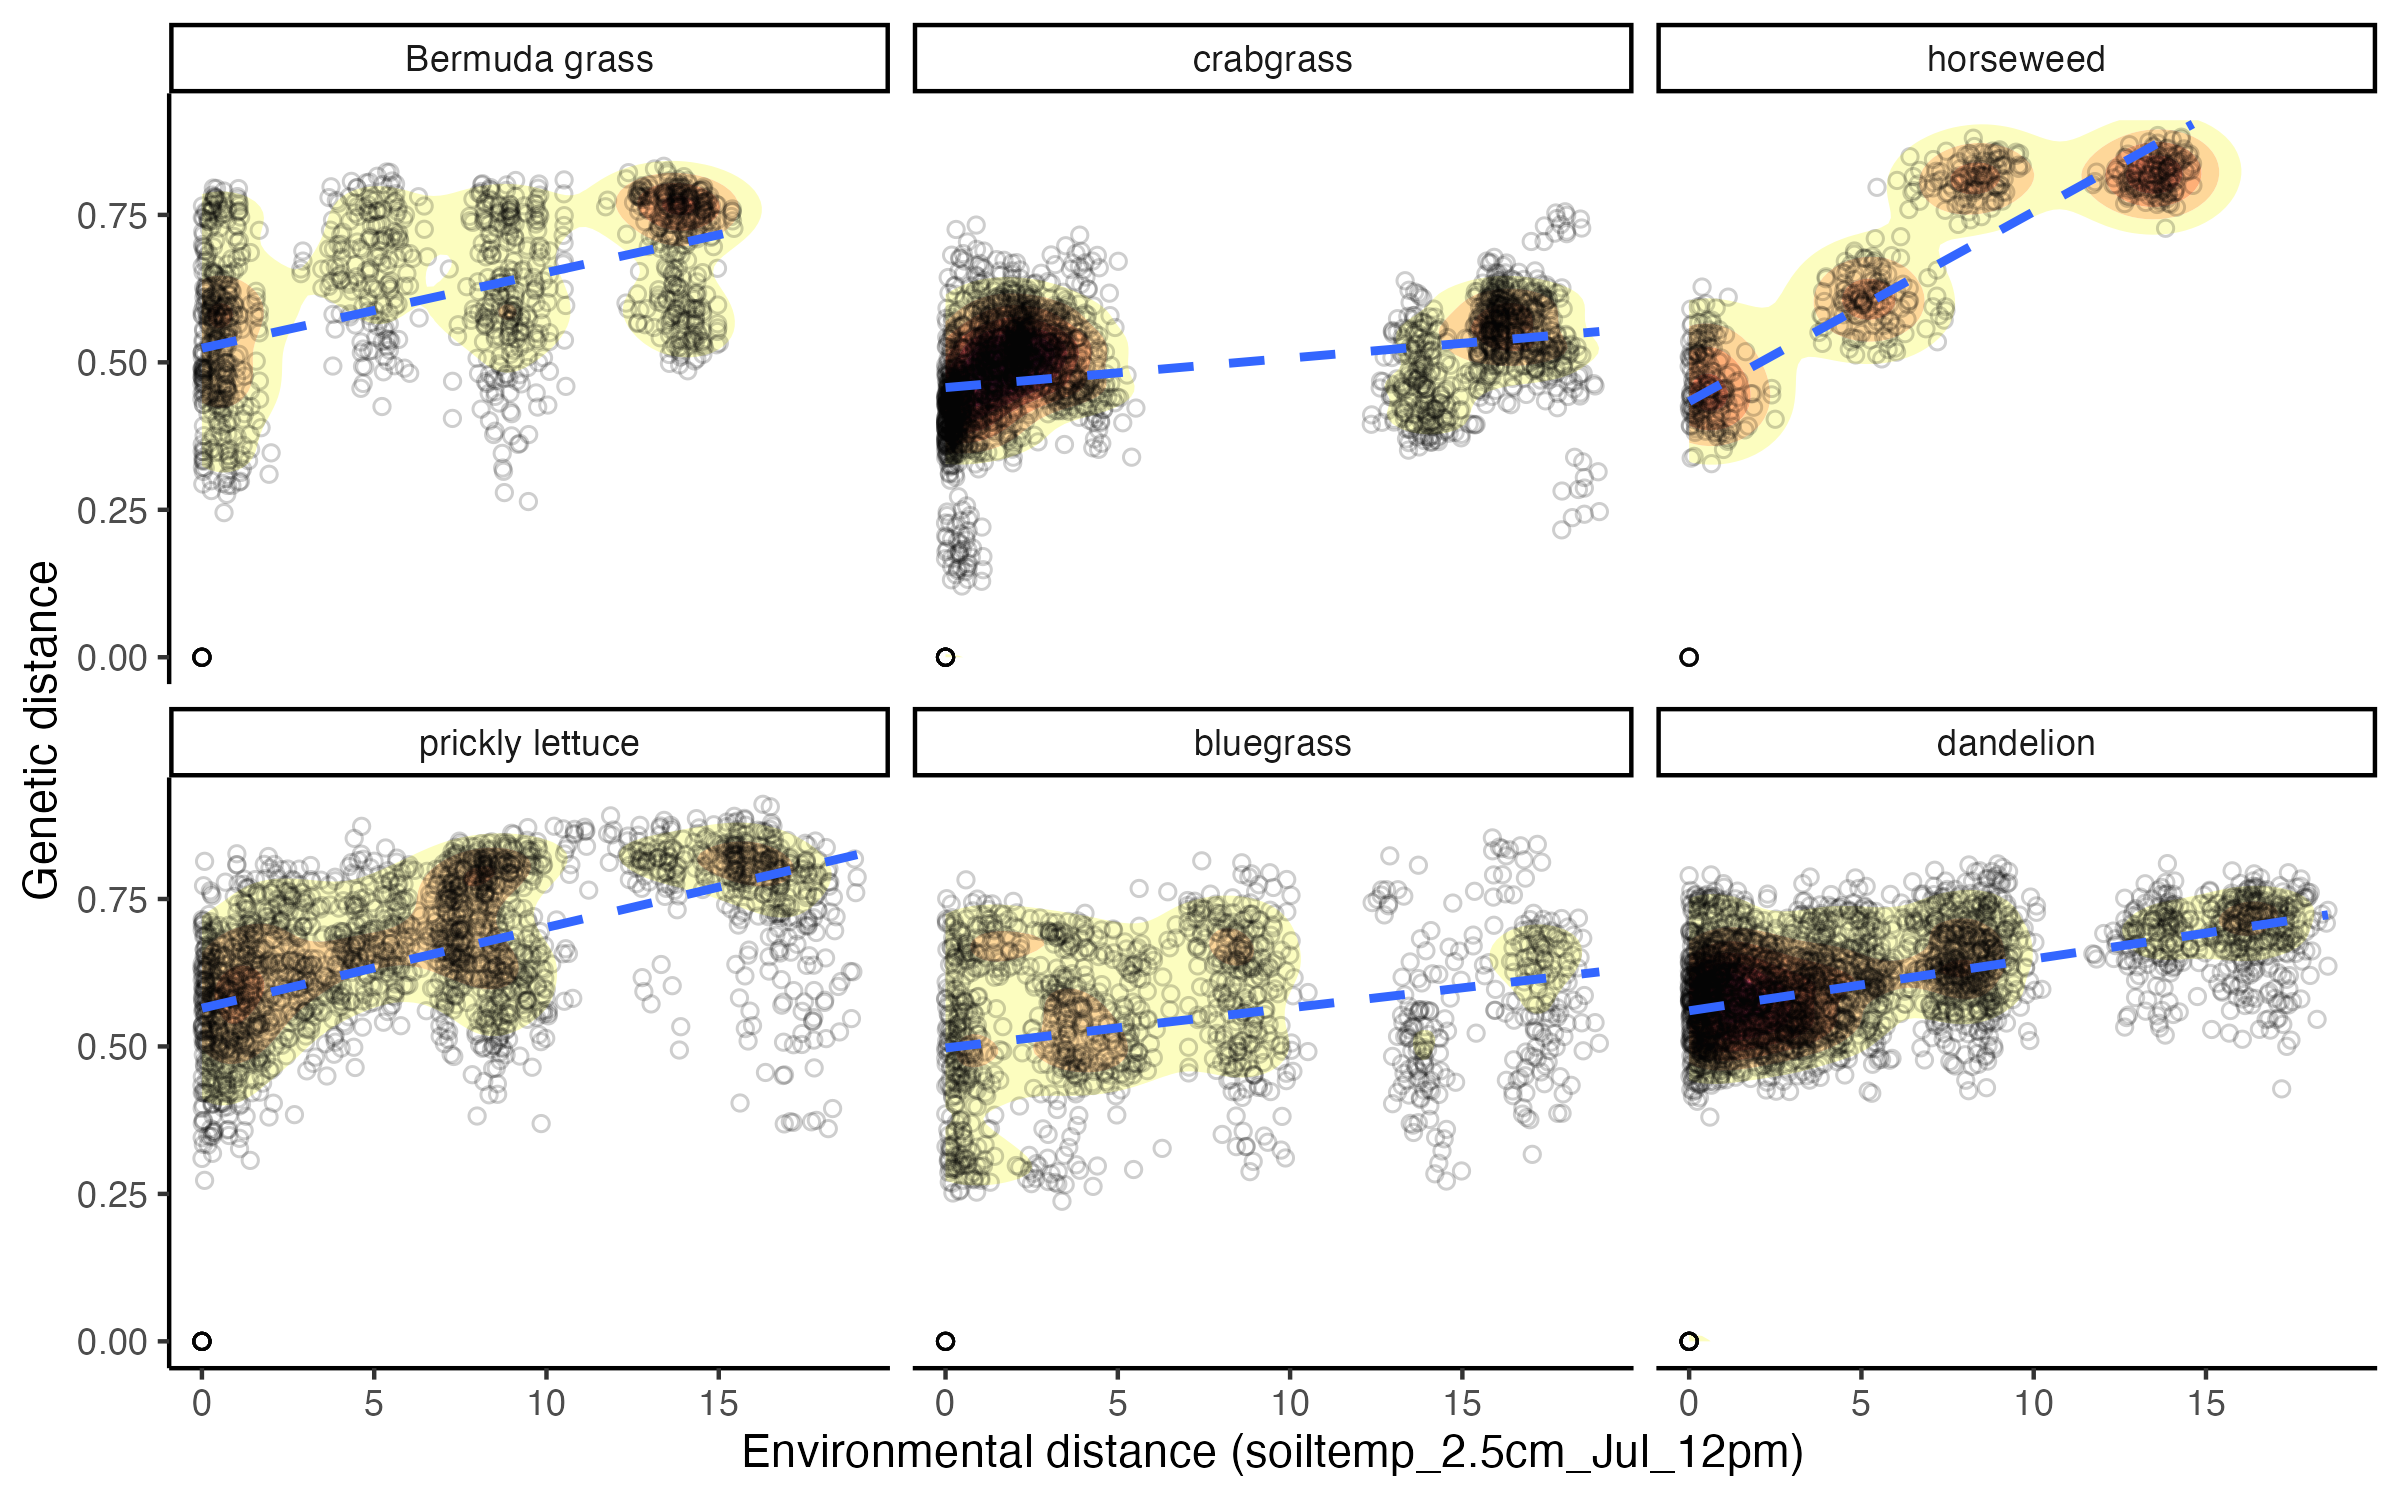 Bermuda grass
crabgrass
horseweed
0.75
0.50
0.25
0.00
prickly lettuce
bluegrass
dandelion
0.75
0.50
0.25
0.00
0 5 10 15
0 5 10 15
0 5 10 15
Genetic distance
Environmental distance (soiltemp_2.5cm_Jul_12pm)